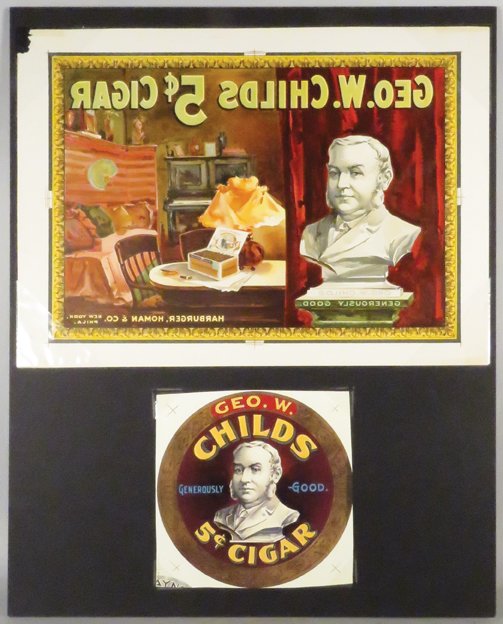 GEO. W. CHILDS 5¢ CIGAR
GENEROUSLY GOOD.
HARBURGER, HOMAN & CO. NEW YORK.
PHILA.
GEO. W.
CHILDS
GENEROUSLY -GOOD.
5¢ CIGAR